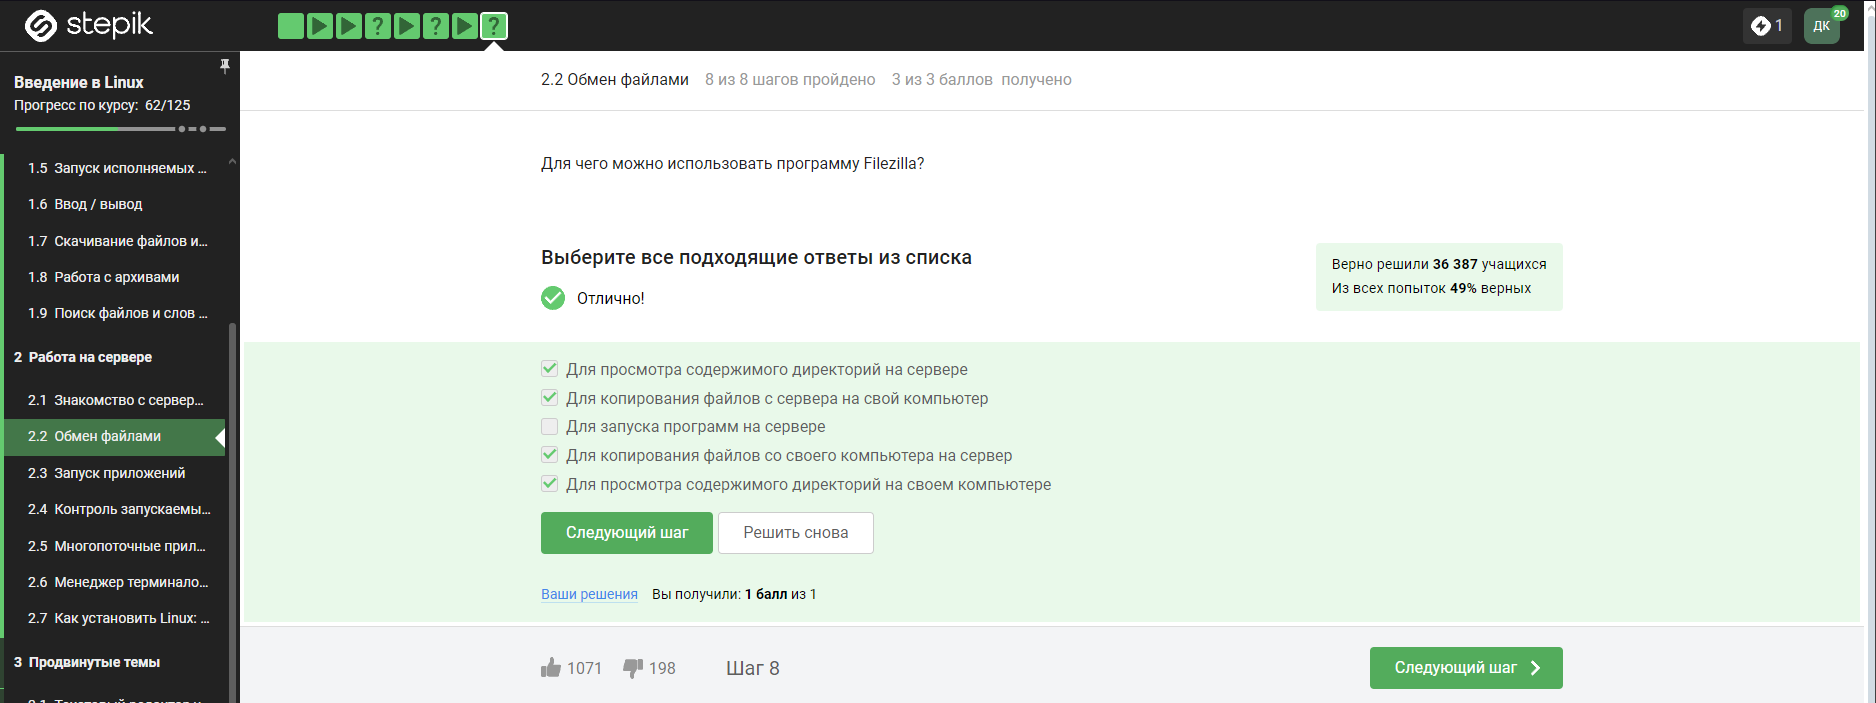 stepik
? ? ?
1
ДК
20
Введение в Linux
Прогресс по курсу: 62/125
1.5 Запуск исполняемых ...
1.6 Ввод / вывод
1.7 Скачивание файлов и...
1.8 Работа с архивами
1.9 Поиск файлов и слов ...
2 Работа на сервере
2.1 Знакомство с сервер...
2.2 Обмен файлами
2.3 Запуск приложений
2.4 Контроль запускаемы...
2.5 Многопоточные прил...
2.6 Менеджер терминало...
2.7 Как установить Linux: ...
3 Продвинутые темы
2.2 Обмен файлами 8 из 8 шагов пройдено 3 из 3 баллов получено
Для чего можно использовать программу Filezilla?
Выберите все подходящие ответы из списка
Отлично!
Верно решили 36 387 учащихся
Из всех попыток 49% верных
Для просмотра содержимого директорий на сервере
Для копирования файлов с сервера на свой компьютер
Для запуска программ на сервере
Для копирования файлов со своего компьютера на сервер
Для просмотра содержимого директорий на своем компьютере
Следующий шаг Решить снова
Ваши решения Вы получили: 1 балл из 1
1071 198 Шаг 8 Следующий шаг